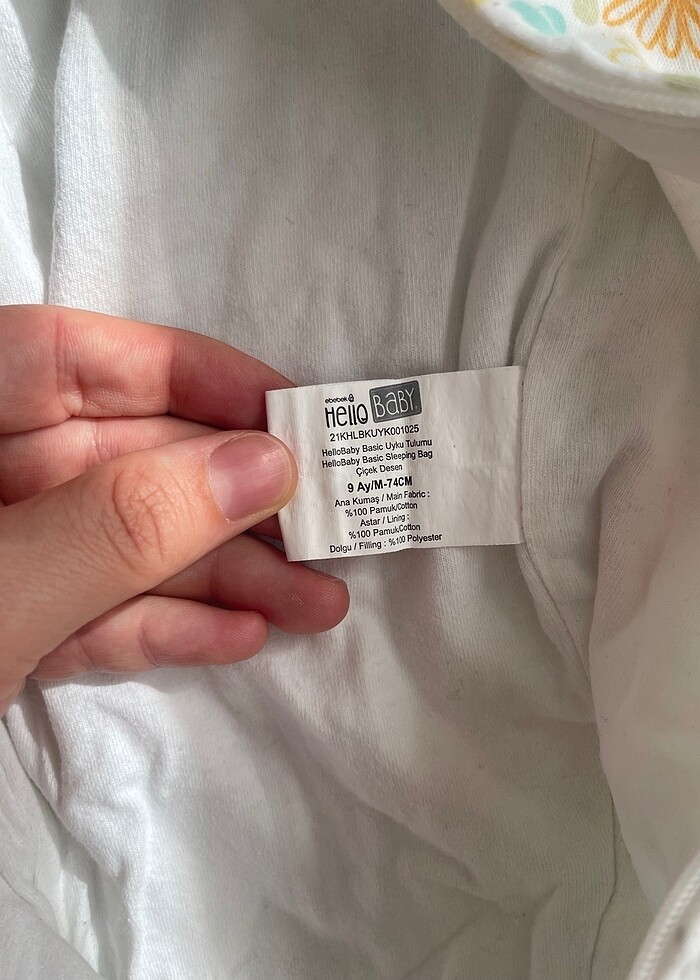 ebebek
Hello BaBY
21KHLBKUYK001025
HelloBaby Basic Uyku Tulumu
HelloBaby Basic Sleeping Bag
Çiçek Desen
9 Ay/M-74CM
Ana Kumaş / Main Fabric :
%100 Pamuk/Cotton
Astar / Lining :
%100 Pamuk/Cotton
Dolgu / Filling : %100 Polyester